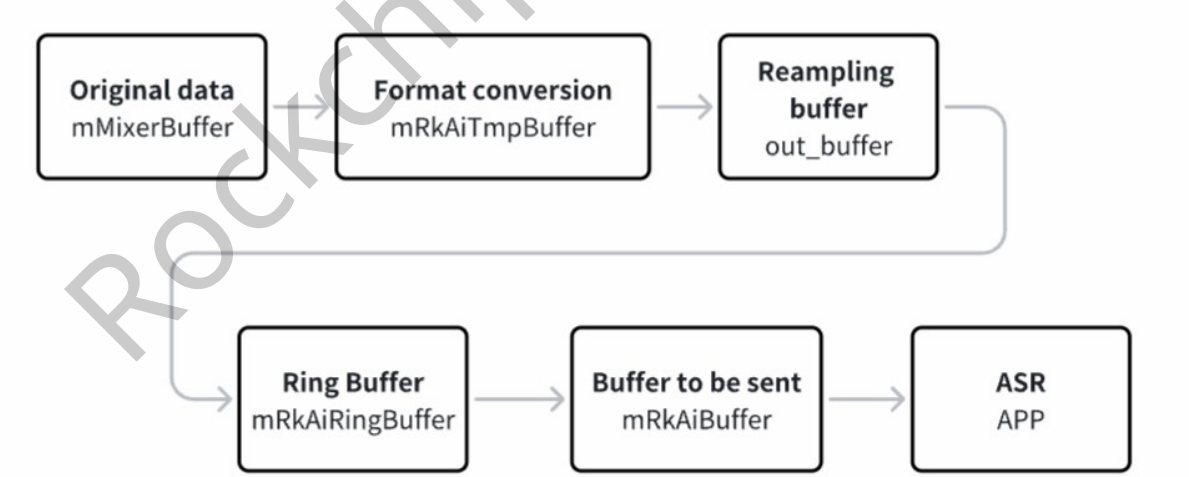 Original data
mMixerBuffer
Format conversion
mRkAiTmpBuffer
Reampling
buffer
out_buffer
Ring Buffer
mRkAiRingBuffer
Buffer to be sent
mRkAiBuffer
ASR
APP
Rockchip